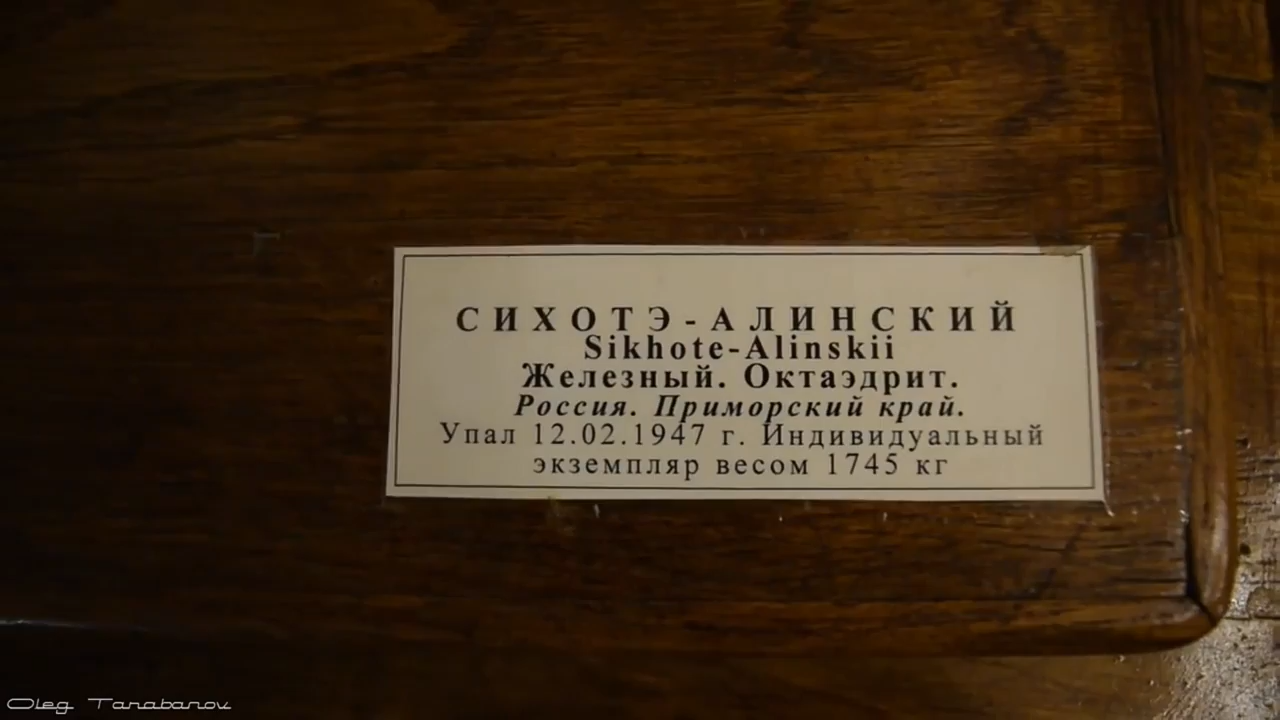 СИХОТЭ-АЛИНСКИЙ
Sikhote-Alinskii
Железный. Октаэдрит.
Россия. Приморский край.
Упал 12.02.1947 г. Индивидуальный
экземпляр весом 1745 кг
Oleg Tanabanov